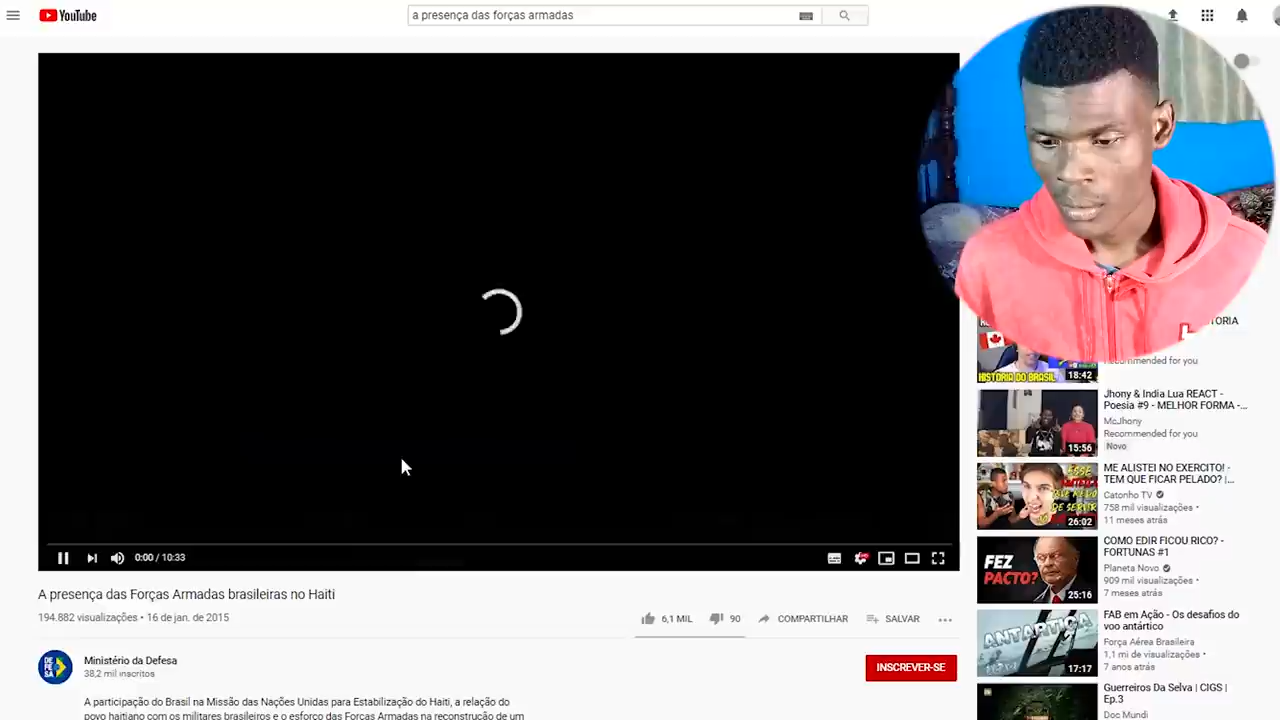 YouTube
a presença das forças armadas
0:00 / 10:33
A presença das Forças Armadas brasileiras no Haiti
194.882 visualizações • 16 de jan. de 2015
6,1 MIL
90
COMPARTILHAR
SALVAR
DEFESA
Ministério da Defesa
38,2 mil inscritos
INSCREVER-SE
A participação do Brasil na Missão das Nações Unidas para Estabilização do Haiti, a relação do
povo haitiano com os militares brasileiros e o esforço das Forças Armadas na reconstrução de um
Recommended for you
HISTORIA DO BRASIL
18:42
Jhony & India Lua REACT -
Poesia #9 - MELHOR FORMA -...
McJhony
Recommended for you
Novo
15:56
ME ALISTEI NO EXERCITO! -
TEM QUE FICAR PELADO? |...
Catonho TV
758 mil visualizações •
11 meses atrás
ESSE
DE SERVIR
26:02
COMO EDIR FICOU RICO? -
FORTUNAS #1
Planeta Novo
909 mil visualizações •
7 meses atrás
FEZ
PACTO?
25:16
FAB em Ação - Os desafios do
voo antártico
Força Aérea Brasileira
1,1 mi de visualizações •
7 anos atrás
ANTÁRTICA
17:17
Guerreiros Da Selva | CIGS |
Ep.3
Doc Mundi